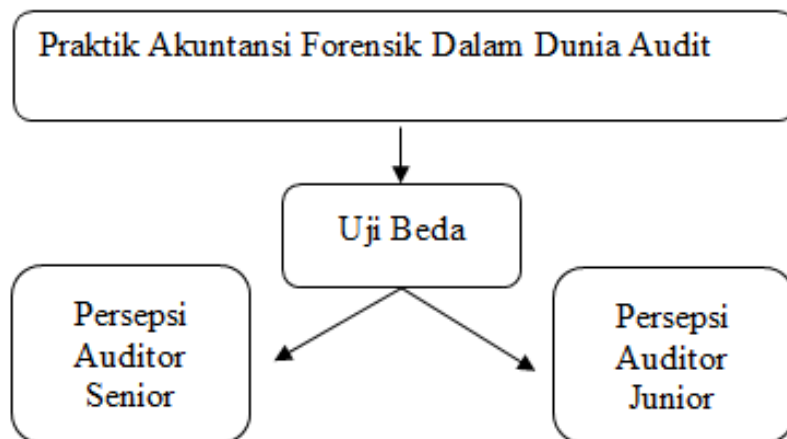 Praktik Akuntansi Forensik Dalam Dunia Audit
Uji Beda
Persepsi
Auditor
Senior
Persepsi
Auditor
Junior